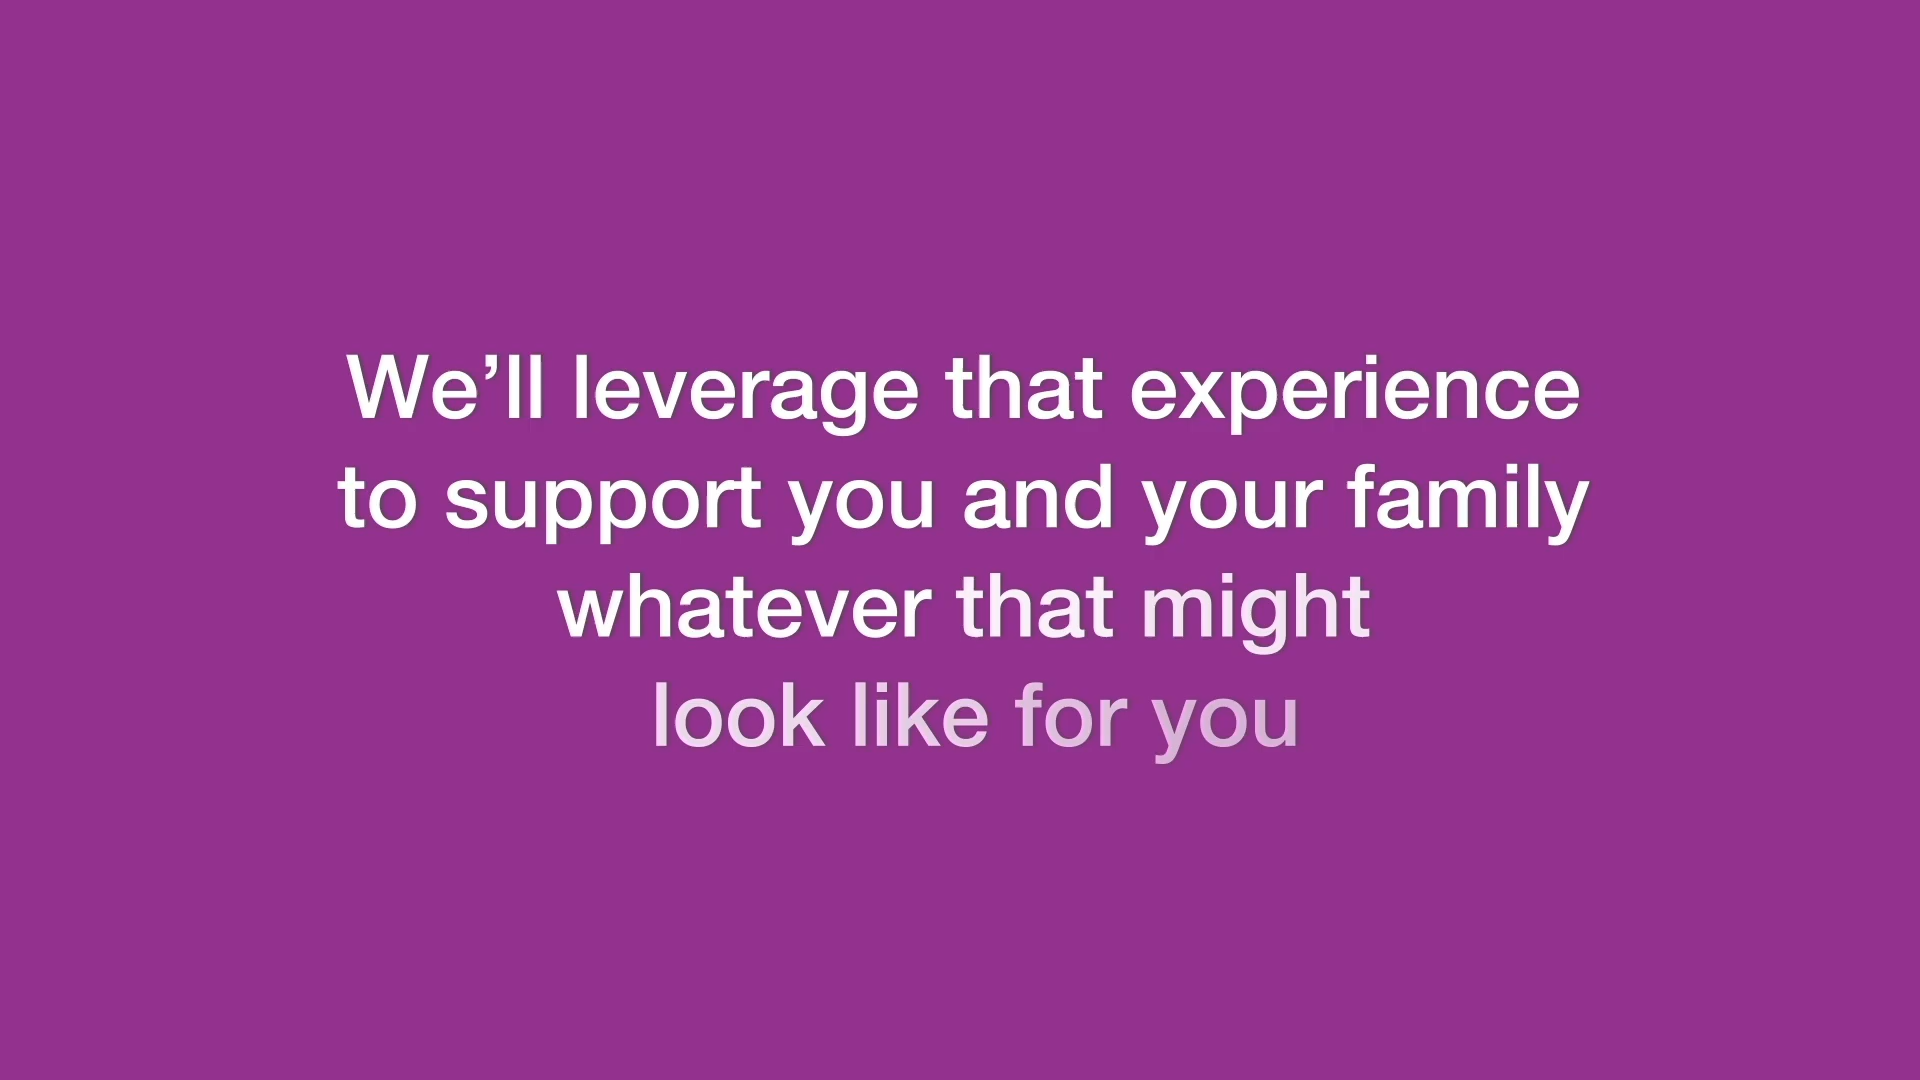 We’ll leverage that experience
to support you and your family
whatever that might
look like for you